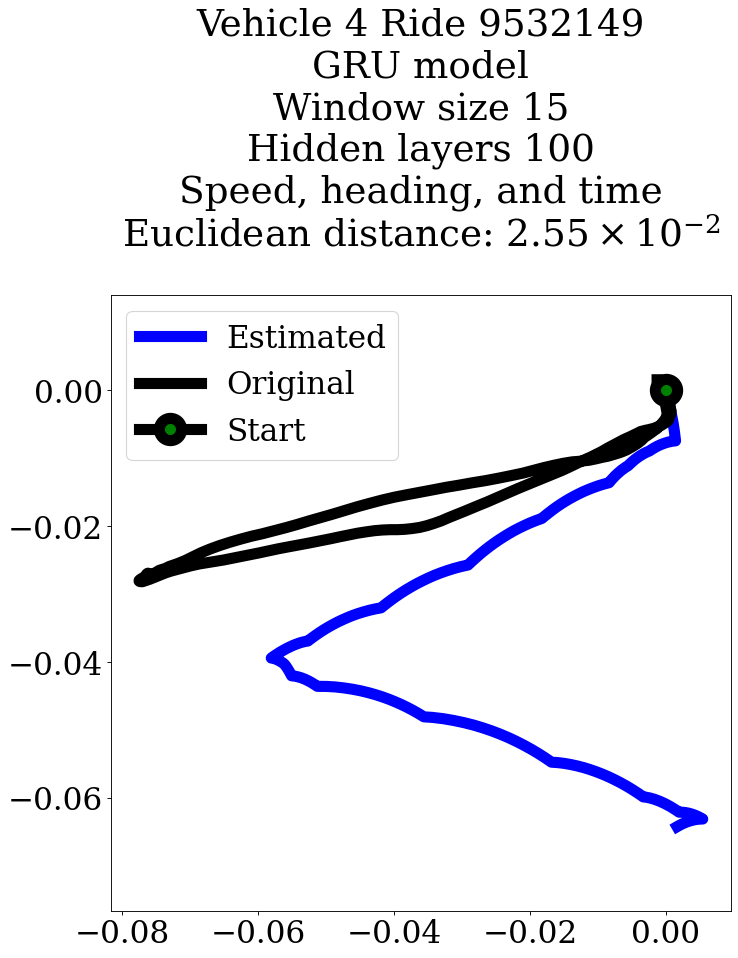 Vehicle 4 Ride 9532149
GRU model
Window size 15
Hidden layers 100
Speed, heading, and time
Euclidean distance: 2.55 × 10⁻²
Estimated
Original
Start
0.00
−0.02
−0.04
−0.06
−0.08 −0.06 −0.04 −0.02 0.00